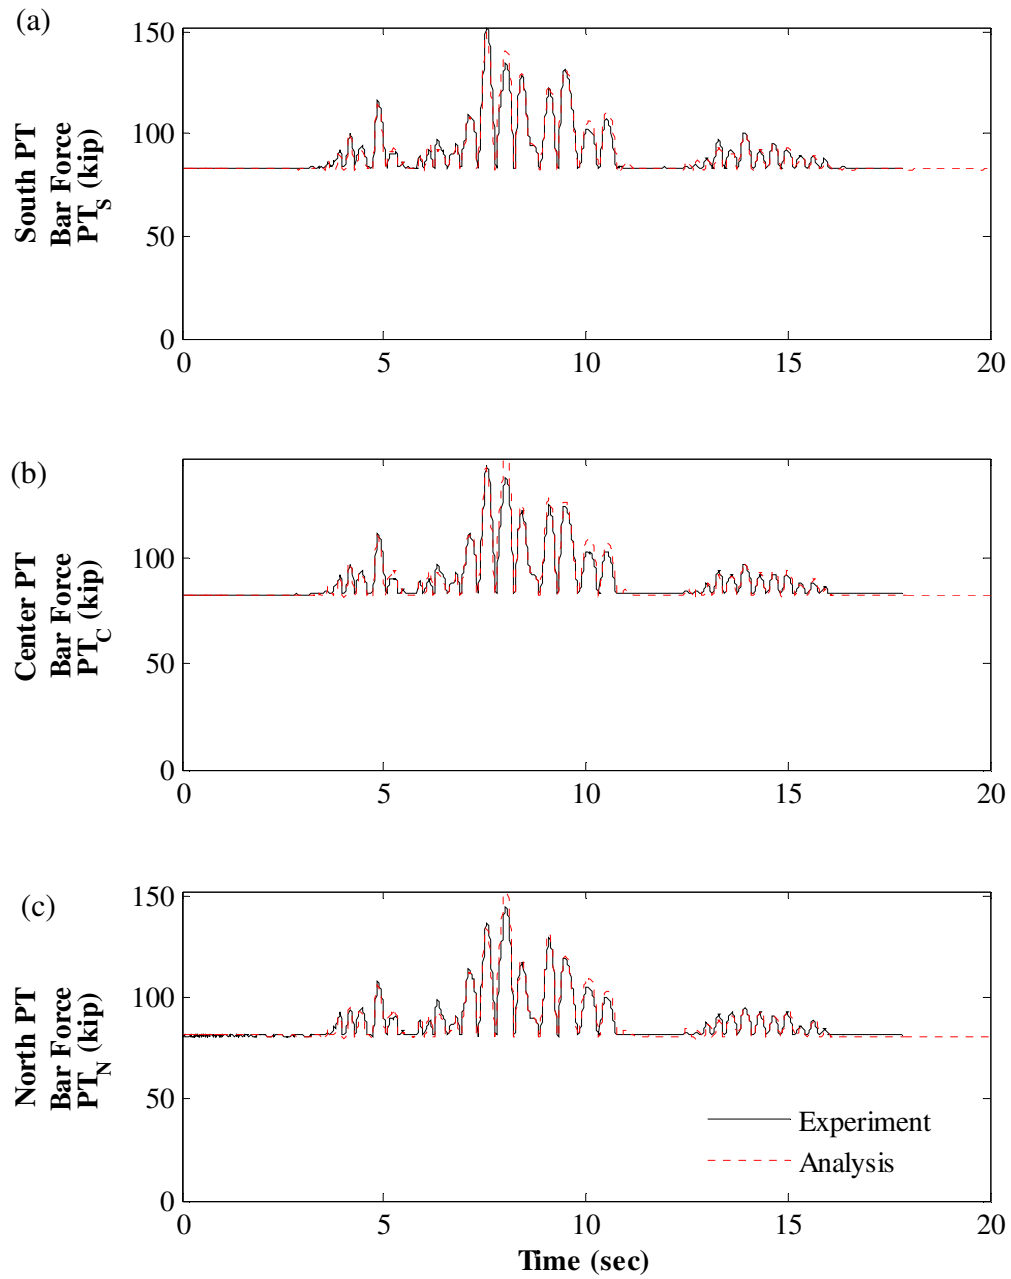 (a)
150
100
50
0
South PT
Bar Force
PT_S (kip)
0 5 10 15 20
(b)
100
50
0
Center PT
Bar Force
PT_C (kip)
0 5 10 15 20
(c)
150
100
50
0
North PT
Bar Force
PT_N (kip)
Experiment
Analysis
0 5 10 15 20
Time (sec)